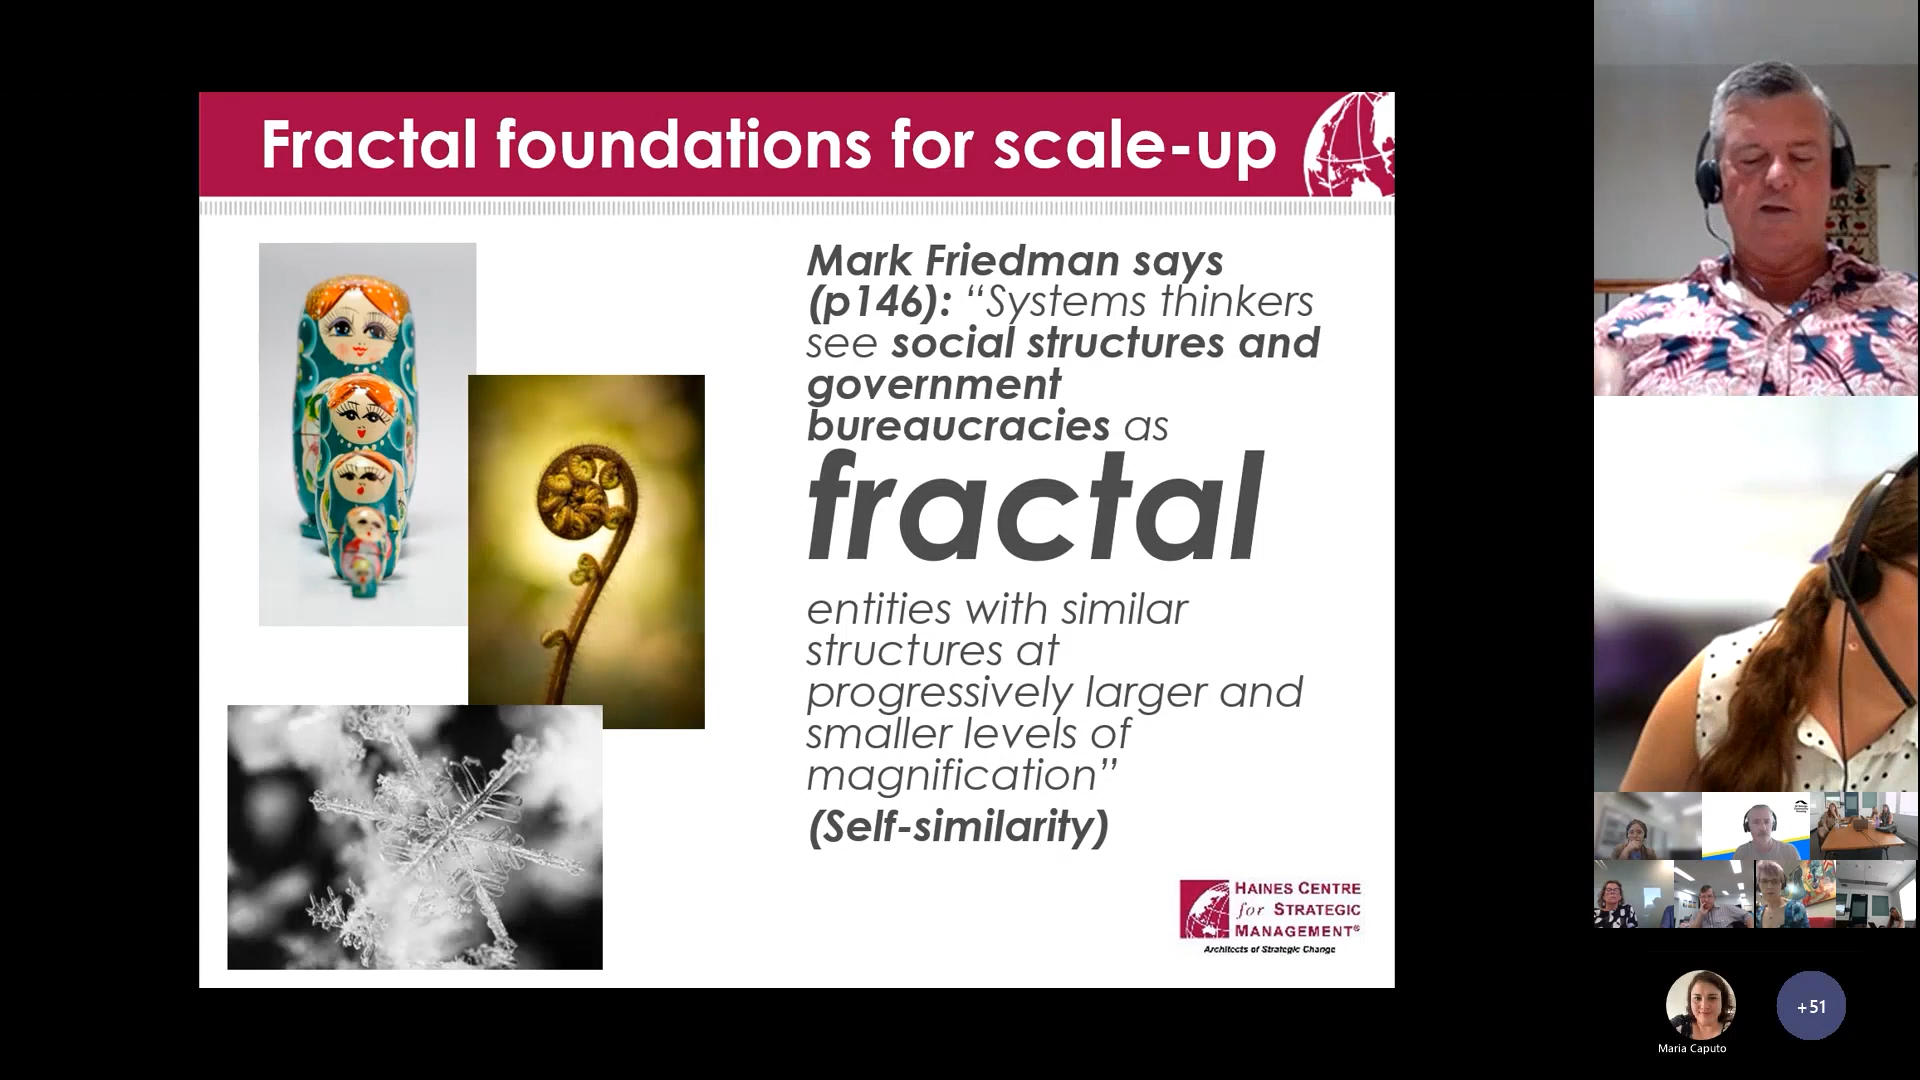 Fractal foundations for scale-up
Mark Friedman says
(p146): “Systems thinkers
see social structures and
government
bureaucracies as
fractal
entities with similar
structures at
progressively larger and
smaller levels of
magnification”
(Self-similarity)
HAINES CENTRE
for STRATEGIC
MANAGEMENT®
Architects of Strategic Change
Maria Caputo
+51